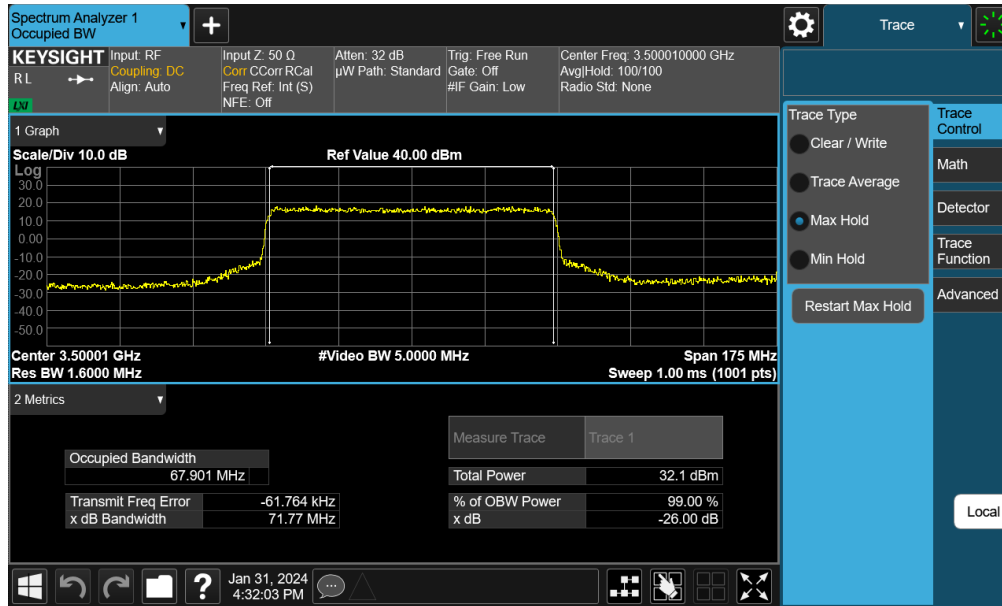 Spectrum Analyzer 1
Occupied BW
+
Trace
KEYSIGHT
RL
LXI
Input: RF
Coupling: DC
Align: Auto
Input Z: 50 Ω
Corr CCorr RCal
Freq Ref: Int (S)
NFE: Off
Atten: 32 dB
µW Path: Standard
Trig: Free Run
Gate: Off
#IF Gain: Low
Center Freq: 3.500010000 GHz
Avg|Hold: 100/100
Radio Std: None
1 Graph
Scale/Div 10.0 dB
Ref Value 40.00 dBm
Log
30.0
20.0
10.0
0.00
-10.0
-20.0
-30.0
-40.0
-50.0
Center 3.50001 GHz
#Video BW 5.0000 MHz
Span 175 MHz
Res BW 1.6000 MHz
Sweep 1.00 ms (1001 pts)
2 Metrics
Measure Trace
Trace 1
Occupied Bandwidth
67.901 MHz
Total Power
32.1 dBm
Transmit Freq Error
-61.764 kHz
% of OBW Power
99.00 %
x dB Bandwidth
71.77 MHz
x dB
-26.00 dB
Trace Type
Clear / Write
Trace Average
Max Hold
Min Hold
Restart Max Hold
Trace
Control
Math
Detector
Trace
Function
Advanced
Local
?
Jan 31, 2024
4:32:03 PM